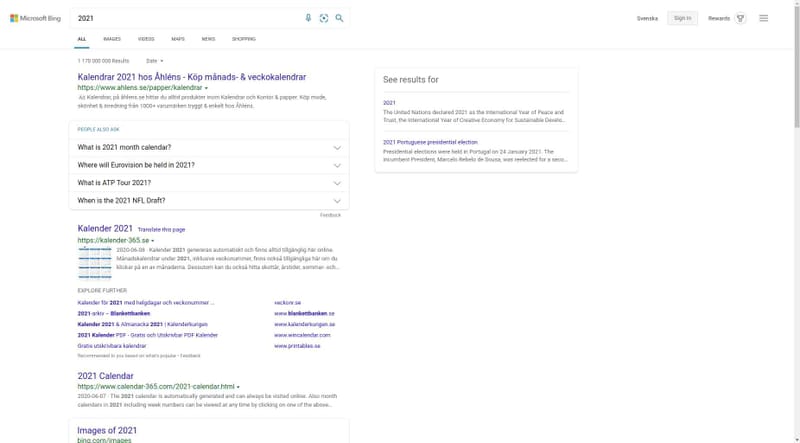 Microsoft Bing
2021
Svenska
Sign in
Rewards
ALL IMAGES VIDEOS MAPS NEWS SHOPPING
1 170 000 000 Results Date
Kalendrar 2021 hos Åhléns - Köp månads- & veckokalendrar
https://www.ahlens.se/papper/kalendrar
Ad Kalendrar, på åhlens.se hittar du alltid produkter inom Kalendrar och Kontor & papper. Köp mode,
skönhet & inredning från 1000+ varumärken tryggt & enkelt hos Åhléns.
PEOPLE ALSO ASK
What is 2021 month calendar?
Where will Eurovision be held in 2021?
What is ATP Tour 2021?
When is the 2021 NFL Draft?
Feedback
Kalender 2021 Translate this page
https://kalender-365.se
2020-06-08 · Kalender 2021 genereras automatiskt och finns alltid tillgänglig här online.
Månadskalendrar under 2021, inklusive veckonummer, finns också tillgängliga här om du
klickar på en av månaderna. Dessutom kan du också hitta skottår, årstider, sommar- och...
EXPLORE FURTHER
Kalender för 2021 med helgdagar och veckonummer ... veckonr.se
2021-arkiv – Blankettbanken www.blankettbanken.se
Kalender 2021 & Almanacka 2021 | Kalenderkungen www.kalenderkungen.se
2021 Kalender PDF - Gratis och Utskrivbar PDF Kalender www.wincalendar.com
Gratis utskrivbara kalendrar www.printables.se
Recommended to you based on what's popular • Feedback
2021 Calendar
https://www.calendar-365.com/2021-calendar.html
2020-06-07 · The 2021 calendar is automatically generated and can always be visited online. Also month
calendars in 2021 including week numbers can be viewed at any time by clicking on one of the above..
Images of 2021
bing.com/images
See results for
2021
The United Nations declared 2021 as the International Year of Peace and
Trust, the International Year of Creative Economy for Sustainable Develo...
2021 Portuguese presidential election
Presidential elections were held in Portugal on 24 January 2021. The
incumbent President, Marcelo Rebelo de Sousa, was reelected for a seco...